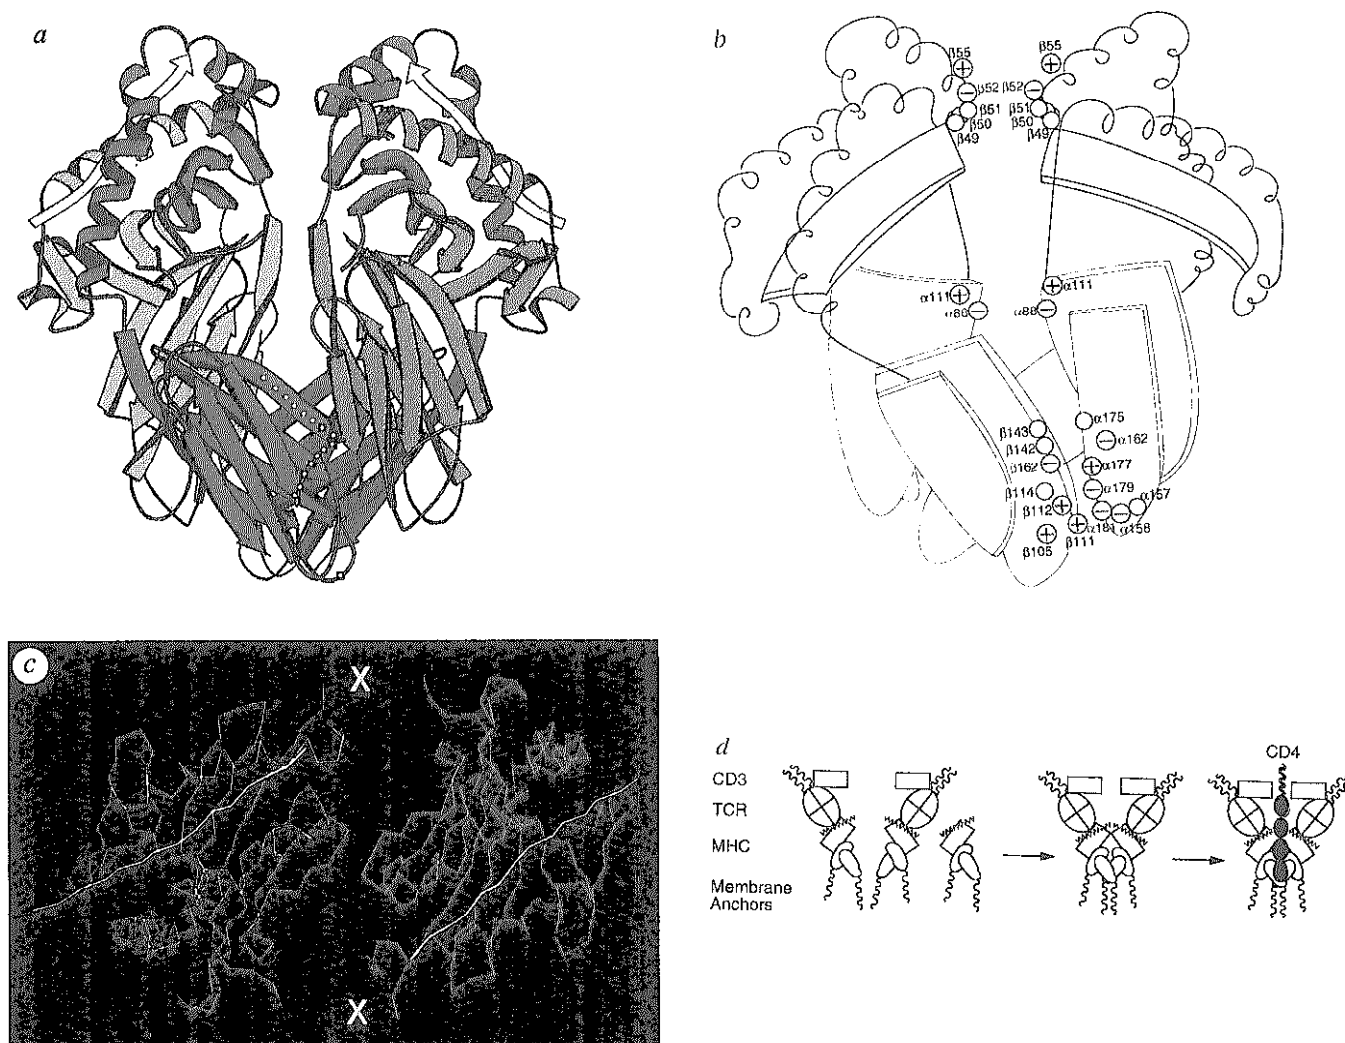 a
b
β55
β55
β52
β52
β51
β51
β50
β50
β49
β49
α111
α111
α88
α88
α175
β143
α162
β142
β162
α177
β114
α179
α157
β112
β111
α181
α158
β105
c
X
X
d
CD4
CD3
TCR
MHC
Membrane
Anchors